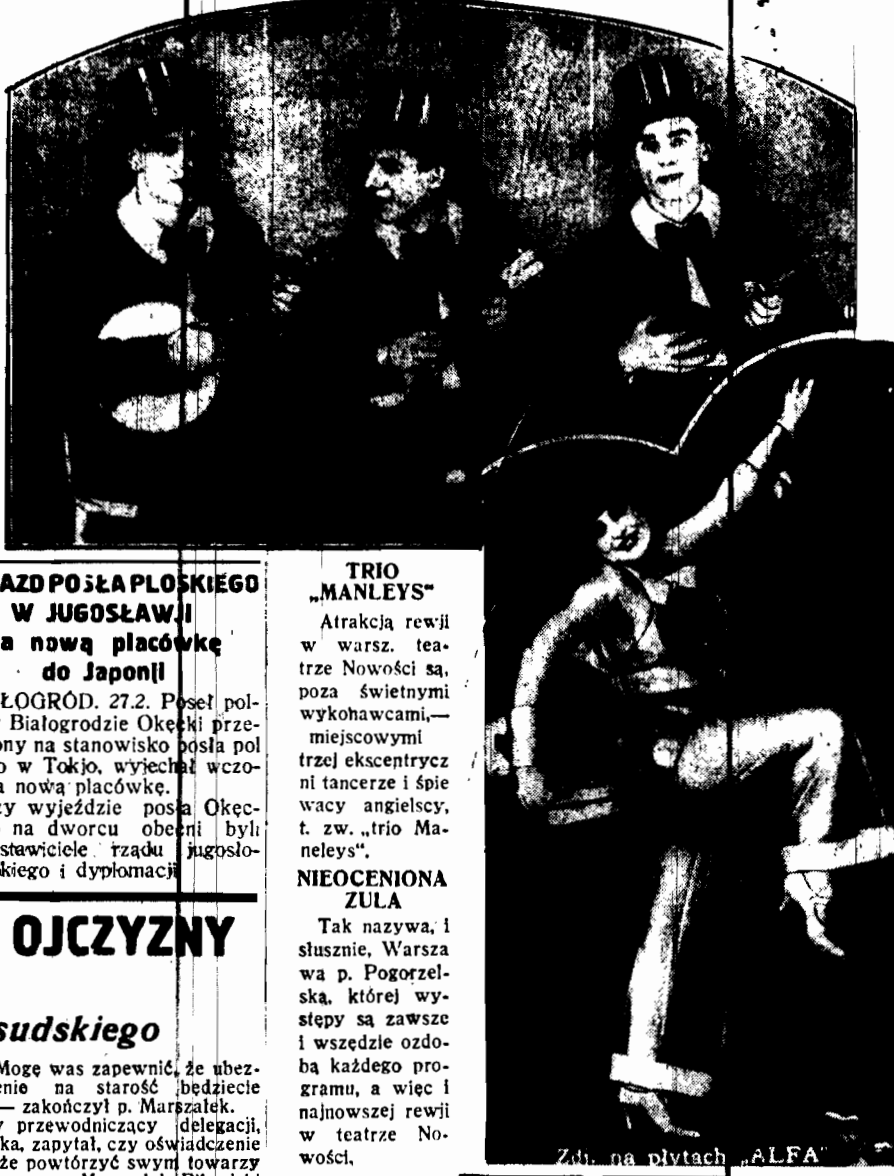 AZD POSŁA PLOSKIEGO
W JUGOSŁAWJI
a nową placówkę
do Japonji
ŁOGRÓD. 27.2. Poseł pol-
Białogrodzie Okęcki prze-
ony na stanowisko posła pol
o w Tokjo, wyjechał wczo-
a nową placówkę.
zy wyjeździe posła Okęc-
na dworcu obecni byli
stawiciele rządu jugosło-
kiego i dyplomacji
OJCZYZNY
sudskiego
Mogę was zapewnić, że ubez-
enie na starość będziecie
— zakończył p. Marszałek.
y przewodniczący delegacji,
ka, zapytał, czy oświadczenie
że powtórzyć swym towarzy
TRIO
„MANLEYS“
Atrakcją rewji
w warsz. tea-
trze Nowości są,
poza świetnymi
wykohawcami,—
miejscowymi
trzej ekscentrycz
ni tancerze i śpie
wacy angielscy,
t. zw. „trio Ma-
neleys“.
NIEOCENIONA
ZULA
Tak nazywa, i
słusznie, Warsza
wa p. Pogorzel-
ską, której wy-
stępy są zawsze
i wszędzie ozdo-
bą każdego pro-
gramu, a więc i
najnowszej rewji
w teatrze No-
wości,
Zdj. na płytach „ALFA“